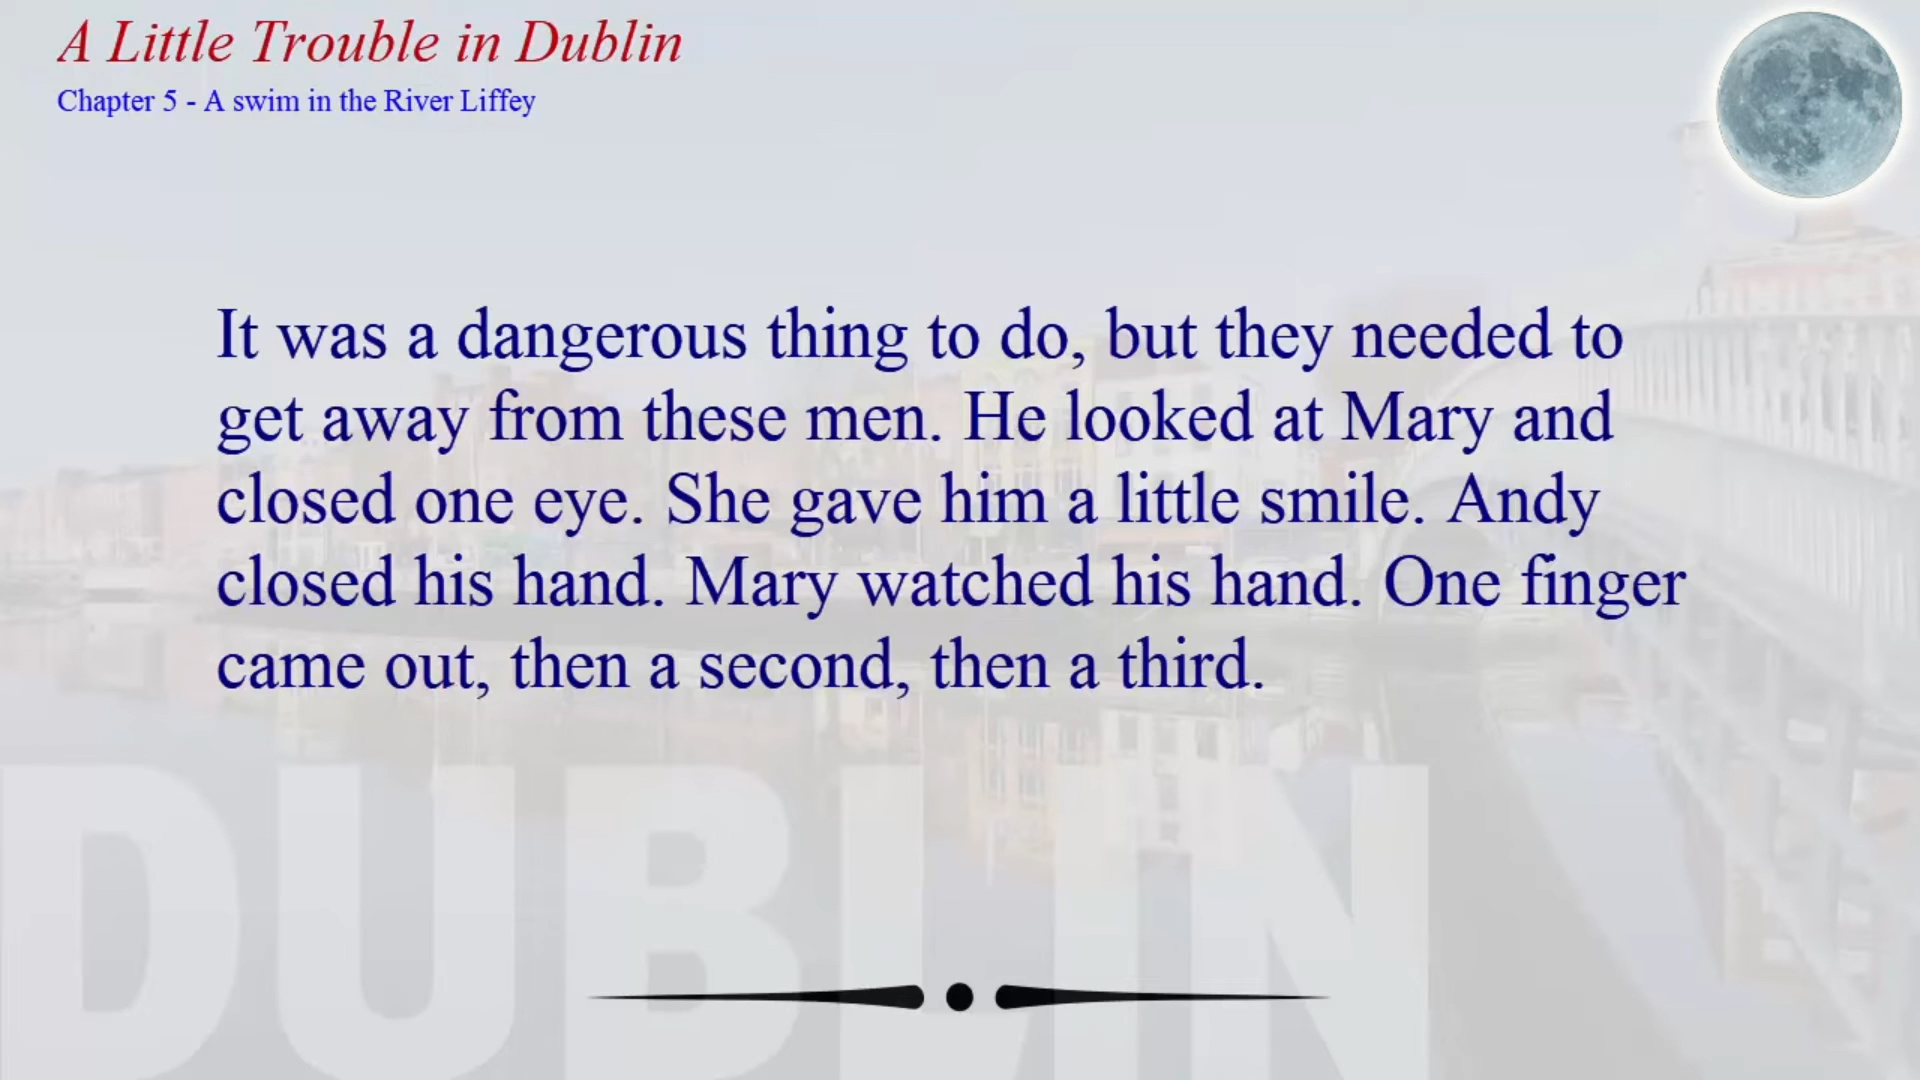 A Little Trouble in Dublin
Chapter 5 - A swim in the River Liffey
It was a dangerous thing to do, but they needed to
get away from these men. He looked at Mary and
closed one eye. She gave him a little smile. Andy
closed his hand. Mary watched his hand. One finger
came out, then a second, then a third.
DUBLIN